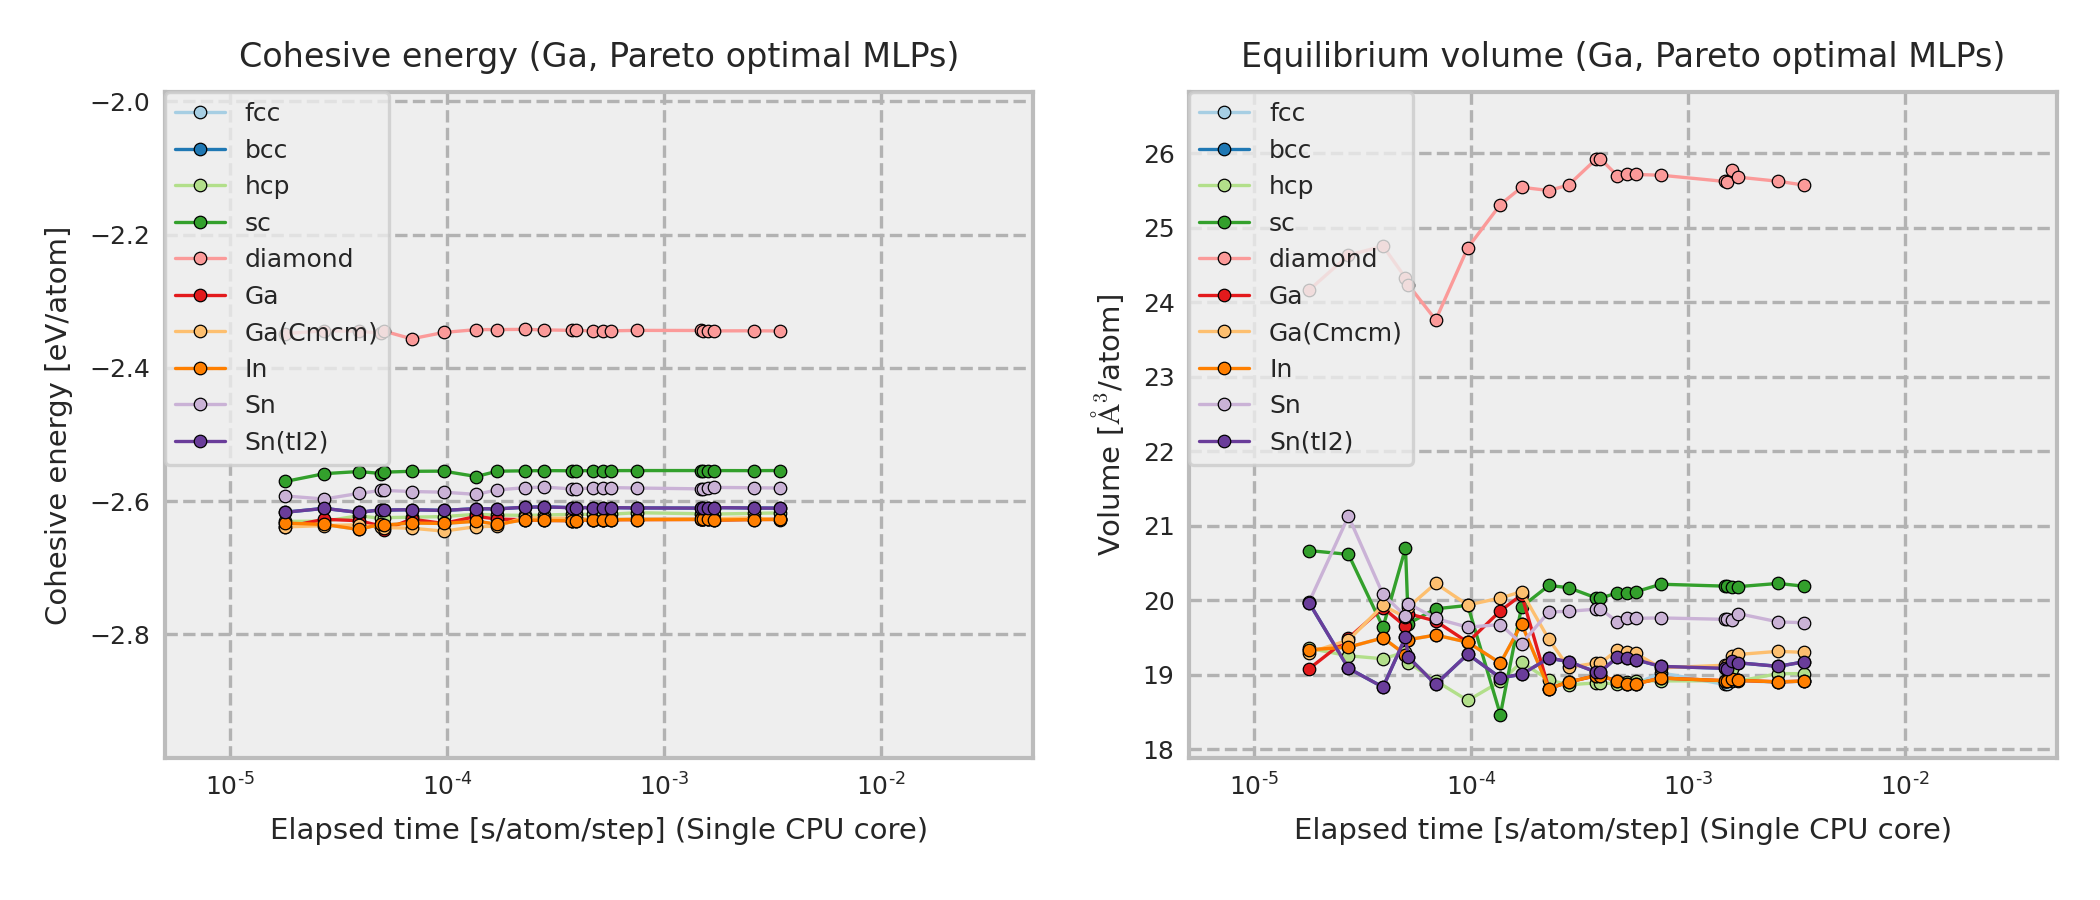 Cohesive energy (Ga, Pareto optimal MLPs)
Cohesive energy [eV/atom]
−2.0
−2.2
−2.4
−2.6
−2.8
fcc
bcc
hcp
sc
diamond
Ga
Ga(Cmcm)
In
Sn
Sn(tI2)
10⁻⁵ 10⁻⁴ 10⁻³ 10⁻²
Elapsed time [s/atom/step] (Single CPU core)
Equilibrium volume (Ga, Pareto optimal MLPs)
Volume [Å³/atom]
26
25
24
23
22
21
20
19
18
fcc
bcc
hcp
sc
diamond
Ga
Ga(Cmcm)
In
Sn
Sn(tI2)
10⁻⁵ 10⁻⁴ 10⁻³ 10⁻²
Elapsed time [s/atom/step] (Single CPU core)